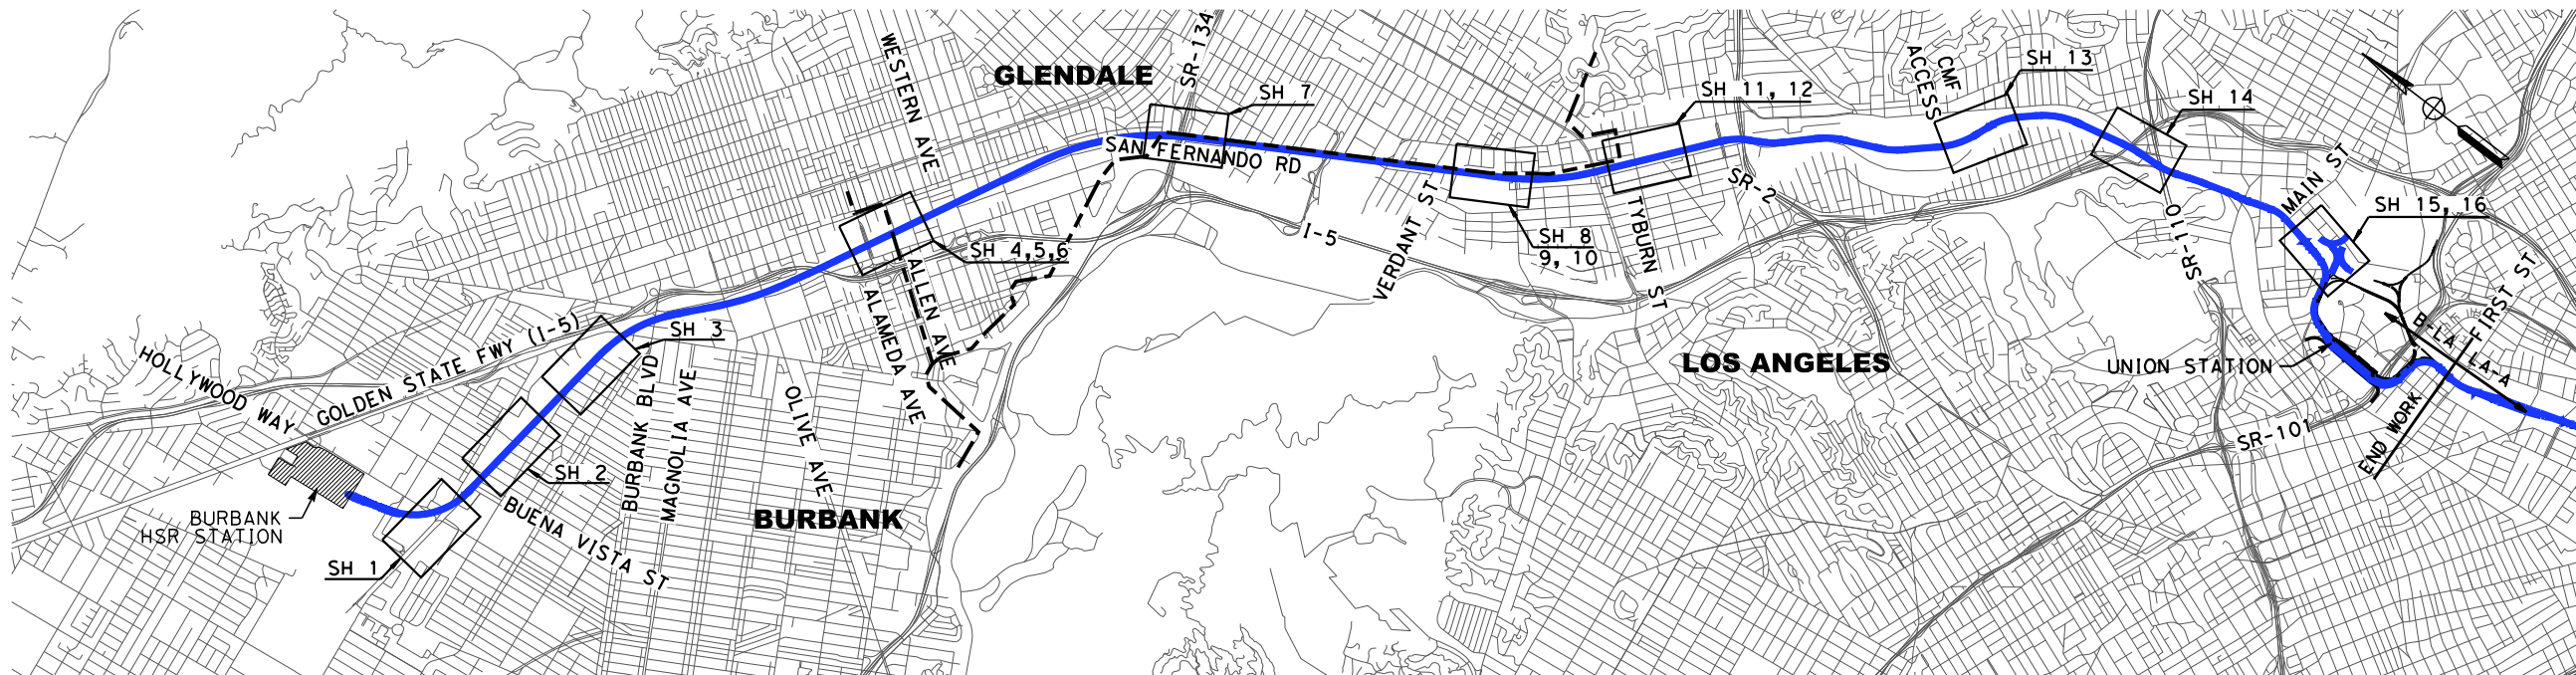 WESTERN AVE
GLENDALE
SR-134
SH 7
SAN FERNANDO RD
SH 11, 12
CMF
ACCESS
SH 13
SH 14
MAIN ST
SH 15, 16
SR-2
SR-110
I-5
VERDANT ST
SH 8
9, 10
TYBURN ST
SH 4,5,6
ALLEN AVE
ALAMEDA AVE
SH 3
GOLDEN STATE FWY (I-5)
HOLLYWOOD WAY
BURBANK BLVD
MAGNOLIA AVE
OLIVE AVE
LOS ANGELES
UNION STATION
B-LA
LA-A
FIRST ST
END WORK
SR-101
SH 2
BUENA VISTA ST
BURBANK
BURBANK
HSR STATION
SH 1